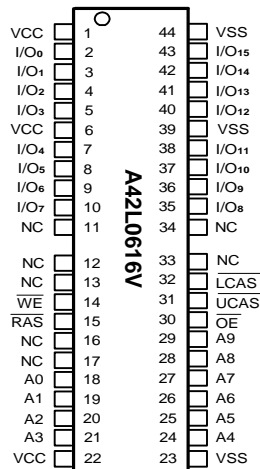 VCC 1 44 VSS
I/O0 2 43 I/O15
I/O1 3 42 I/O14
I/O2 4 41 I/O13
I/O3 5 40 I/O12
VCC 6 39 VSS
I/O4 7 38 I/O11
I/O5 8 37 I/O10
I/O6 9 36 I/O9
I/O7 10 35 I/O8
NC 11 34 NC
A42L0616V
NC 12 33 NC
NC 13 32 LCAS
WE 14 31 UCAS
RAS 15 30 OE
NC 16 29 A9
NC 17 28 A8
A0 18 27 A7
A1 19 26 A6
A2 20 25 A5
A3 21 24 A4
VCC 22 23 VSS